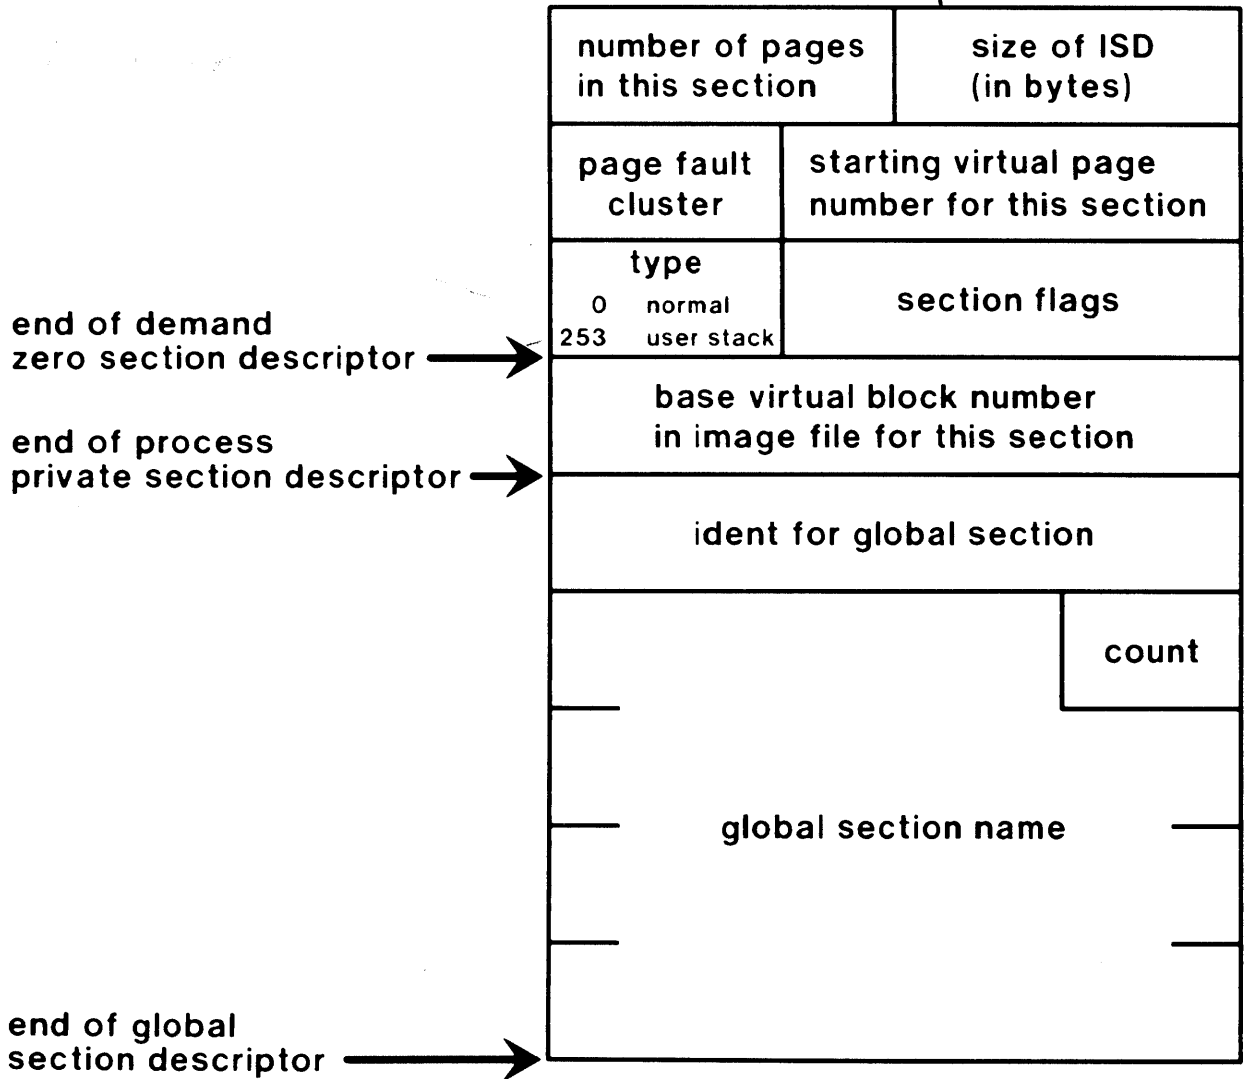 number of pages
in this section
size of ISD
(in bytes)
page fault
cluster
starting virtual page
number for this section
type
0 normal
253 user stack
section flags
end of demand
zero section descriptor
base virtual block number
in image file for this section
end of process
private section descriptor
ident for global section
count
global section name
end of global
section descriptor